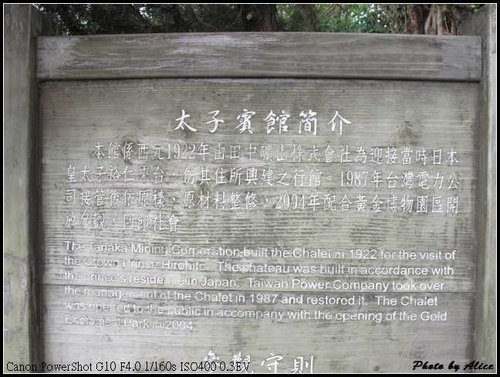 太子賓館簡介
本館係西元1922年由田中礦山株式會社為迎接當時日本
皇太子裕仁來台，仿其住所興建之行館。1987年台灣電力公
司接管後依原樣、原材料整修，2004年配合黃金博物園區開
放參觀，回饋社會
The Tanaka Mining Corporation built the Chalet in 1922 for the visit of
the Crown Prince Hirohito. The chateau was built in accordance with
the prince's residence in Japan. Taiwan Power Company took over
the management of the Chalet in 1987 and restored it. The Chalet
was opened to the public in accompany with the opening of the Gold
Ecological Park in 2004.
參觀守則
Canon PowerShot G10 F4.0 1/160s ISO400 0.3EV
Photo by Alice